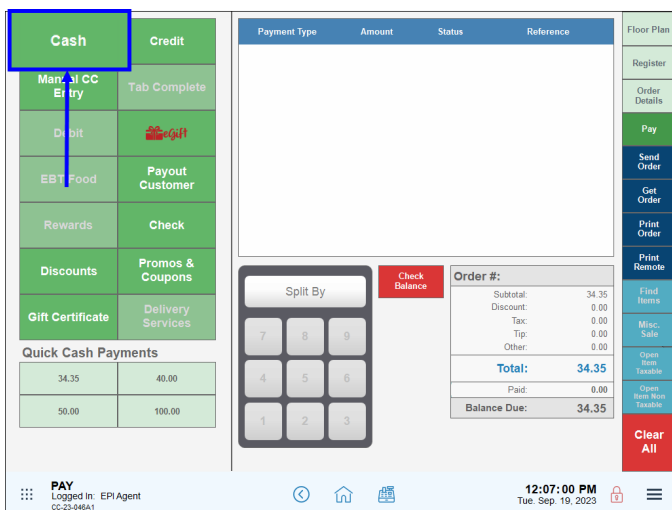 Cash
Credit
Manual CC
Entry
Tab Complete
Debit
eGift
EBT Food
Payout
Customer
Rewards
Check
Discounts
Promos &
Coupons
Gift Certificate
Delivery
Services
Quick Cash Payments
34.35
40.00
50.00
100.00
Payment Type Amount Status Reference
Split By
7 8 9
4 5 6
1 2 3
Check
Balance
Order #:
Subtotal: 34.35
Discount: 0.00
Tax: 0.00
Tip: 0.00
Other: 0.00
Total: 34.35
Paid: 0.00
Balance Due: 34.35
Floor Plan
Register
Order
Details
Pay
Send
Order
Get
Order
Print
Order
Print
Remote
Find
Items
Misc.
Sale
Open
Item
Taxable
Open
Item Non
Taxable
Clear
All
PAY
Logged In: EPI Agent
CC-23-046A1
12:07:00 PM
Tue. Sep. 19, 2023